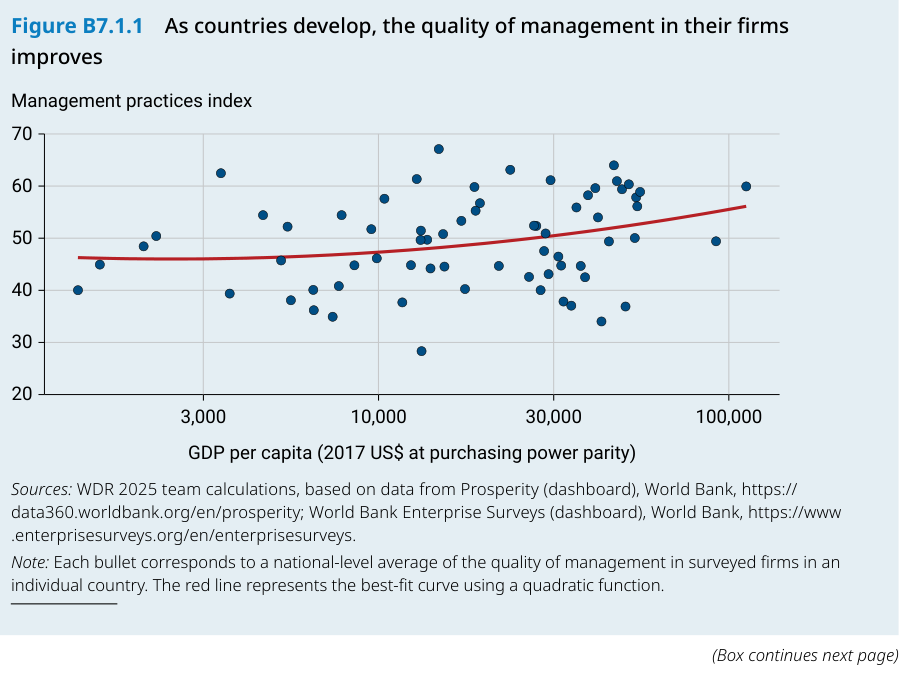 Figure B7.1.1 As countries develop, the quality of management in their firms
improves
Management practices index
70
60
50
40
30
20
3,000 10,000 30,000 100,000
GDP per capita (2017 US$ at purchasing power parity)
Sources: WDR 2025 team calculations, based on data from Prosperity (dashboard), World Bank, https://
data360.worldbank.org/en/prosperity; World Bank Enterprise Surveys (dashboard), World Bank, https://www
.enterprisesurveys.org/en/enterprisesurveys.
Note: Each bullet corresponds to a national-level average of the quality of management in surveyed firms in an
individual country. The red line represents the best-fit curve using a quadratic function.
(Box continues next page)